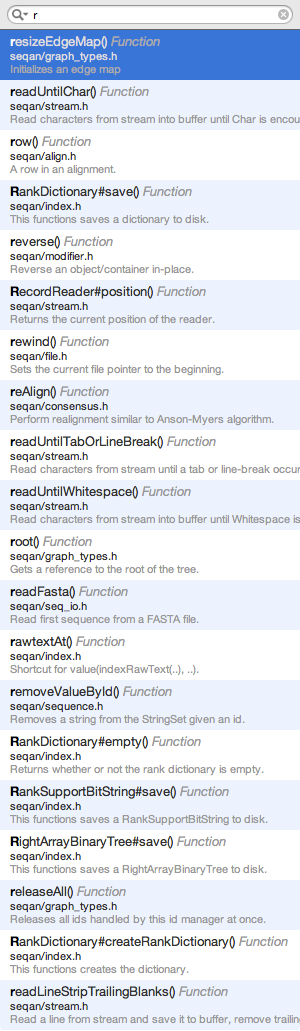 r
resizeEdgeMap() Function
seqan/graph_types.h
Initializes an edge map
readUntilChar() Function
seqan/stream.h
Read characters from stream into buffer until Char is encou
row() Function
seqan/align.h
A row in an alignment.
RankDictionary#save() Function
seqan/index.h
This functions saves a dictionary to disk.
reverse() Function
seqan/modifier.h
Reverse an object/container in-place.
RecordReader#position() Function
seqan/stream.h
Returns the current position of the reader.
rewind() Function
seqan/file.h
Sets the current file pointer to the beginning.
reAlign() Function
seqan/consensus.h
Perform realignment similar to Anson-Myers algorithm.
readUntilTabOrLineBreak() Function
seqan/stream.h
Read characters from stream until a tab or line-break occur
readUntilWhitespace() Function
seqan/stream.h
Read characters from stream into buffer until Whitespace is
root() Function
seqan/graph_types.h
Gets a reference to the root of the tree.
readFasta() Function
seqan/seq_io.h
Read first sequence from a FASTA file.
rawtextAt() Function
seqan/index.h
Shortcut for value(indexRawText(..), ..).
removeValueById() Function
seqan/sequence.h
Removes a string from the StringSet given an id.
RankDictionary#empty() Function
seqan/index.h
Returns whether or not the rank dictionary is empty.
RankSupportBitString#save() Function
seqan/index.h
This functions saves a RankSupportBitString to disk.
RightArrayBinaryTree#save() Function
seqan/index.h
This functions saves a RightArrayBinaryTree to disk.
releaseAll() Function
seqan/graph_types.h
Releases all ids handled by this id manager at once.
RankDictionary#createRankDictionary() Function
seqan/index.h
This functions creates the dictionary.
readLineStripTrailingBlanks() Function
seqan/stream.h
Read a line from stream and save it to buffer, remove trailin